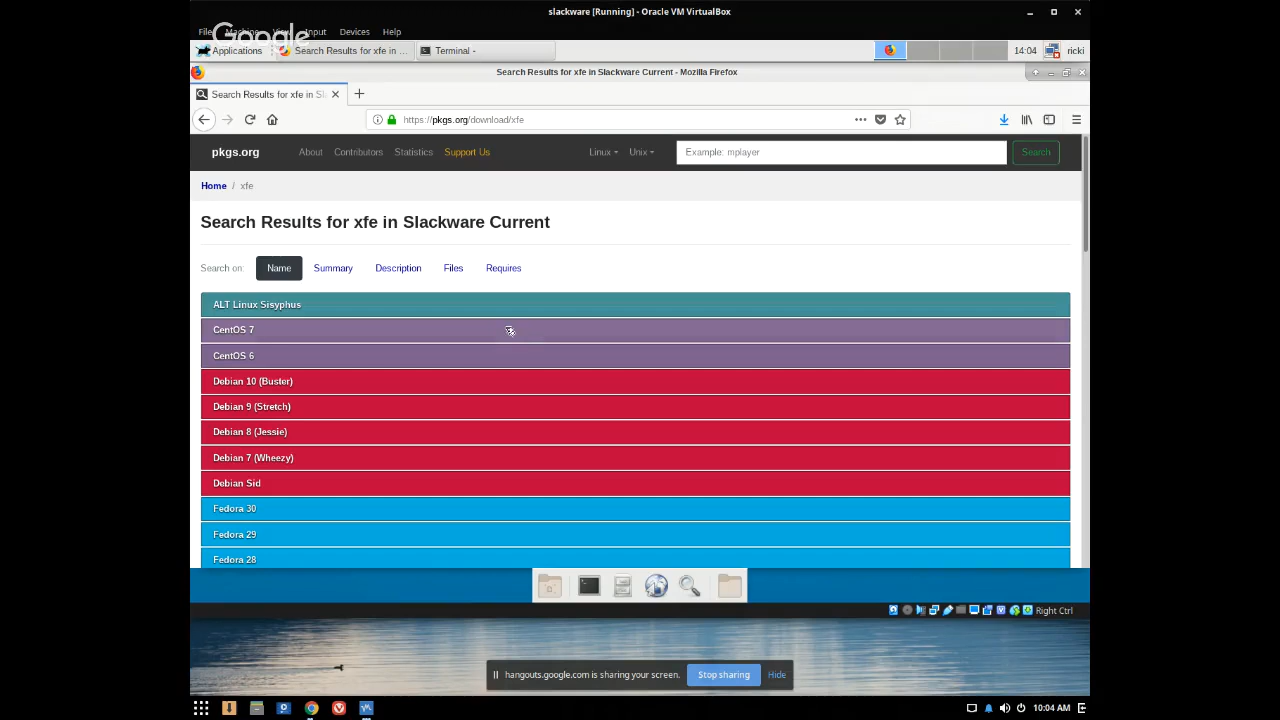 slackware [Running] - Oracle VM VirtualBox
Google
File Machine View Input Devices Help
Applications Search Results for xfe in ... Terminal - 14:04 ricki
Search Results for xfe in Slackware Current - Mozilla Firefox
Search Results for xfe in Sla
https://pkgs.org/download/xfe
pkgs.org About Contributors Statistics Support Us Linux Unix Example: mplayer Search
Home / xfe
Search Results for xfe in Slackware Current
Search on: Name Summary Description Files Requires
ALT Linux Sisyphus
CentOS 7
CentOS 6
Debian 10 (Buster)
Debian 9 (Stretch)
Debian 8 (Jessie)
Debian 7 (Wheezy)
Debian Sid
Fedora 30
Fedora 29
Fedora 28
Right Ctrl
hangouts.google.com is sharing your screen. Stop sharing Hide
10:04 AM